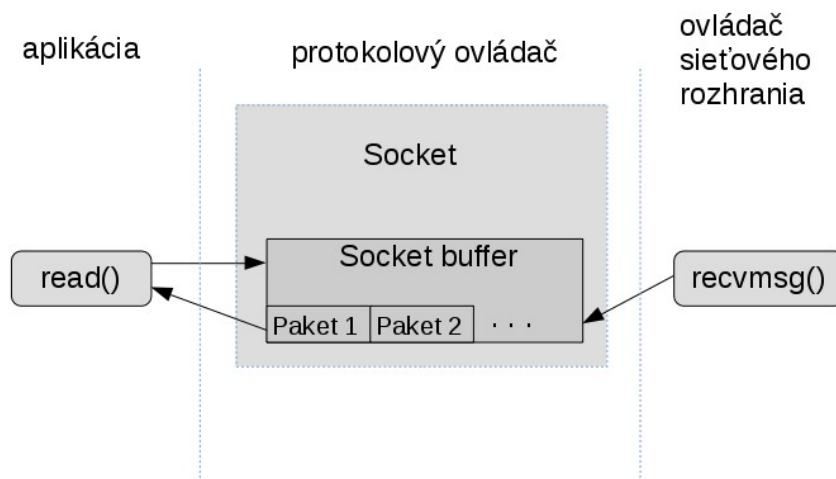 aplikácia
protokolový ovládač
ovládač
sieťového
rozhrania
Socket
read()
Socket buffer
recvmsg()
Paket 1
Paket 2
. . .